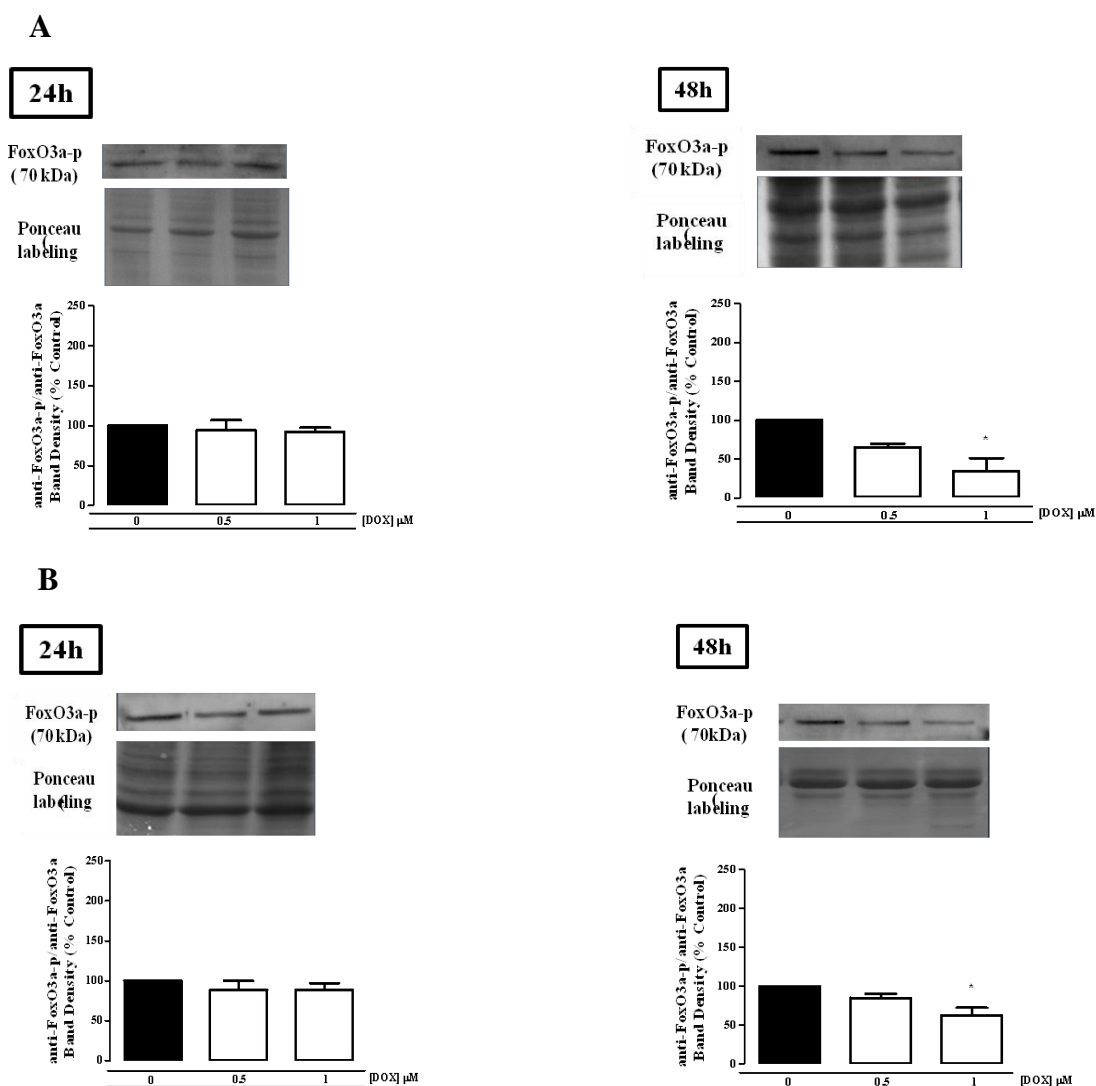 A
24h
FoxO3a-p
( 70 kDa)
Ponceau
labeling
(
anti-FoxO3a-p/anti-FoxO3a
Band Density (% Control)
250
200
150
100
50
0
0 0.5 1 [DOX] µM
48h
FoxO3a-p
(70 kDa)
Ponceau
labeling
(
anti-FoxO3a-p/anti-FoxO3a
Band Density (% Control)
250
200
150
100
50
0
*
0 0.5 1 [DOX] µM
B
24h
FoxO3a-p
(70kDa)
Ponceau
labeling
(
anti-FoxO3a-p/anti-FoxO3a
Band Density (% Control)
250
200
150
100
50
0
0 0.5 1 [DOX] µM
48h
FoxO3a-p
( 70kDa)
Ponceau
labeling
(
anti-FoxO3a-p/anti-FoxO3a
Band Density (% Control)
250
200
150
100
50
0
*
0 0.5 1 [DOX] µM